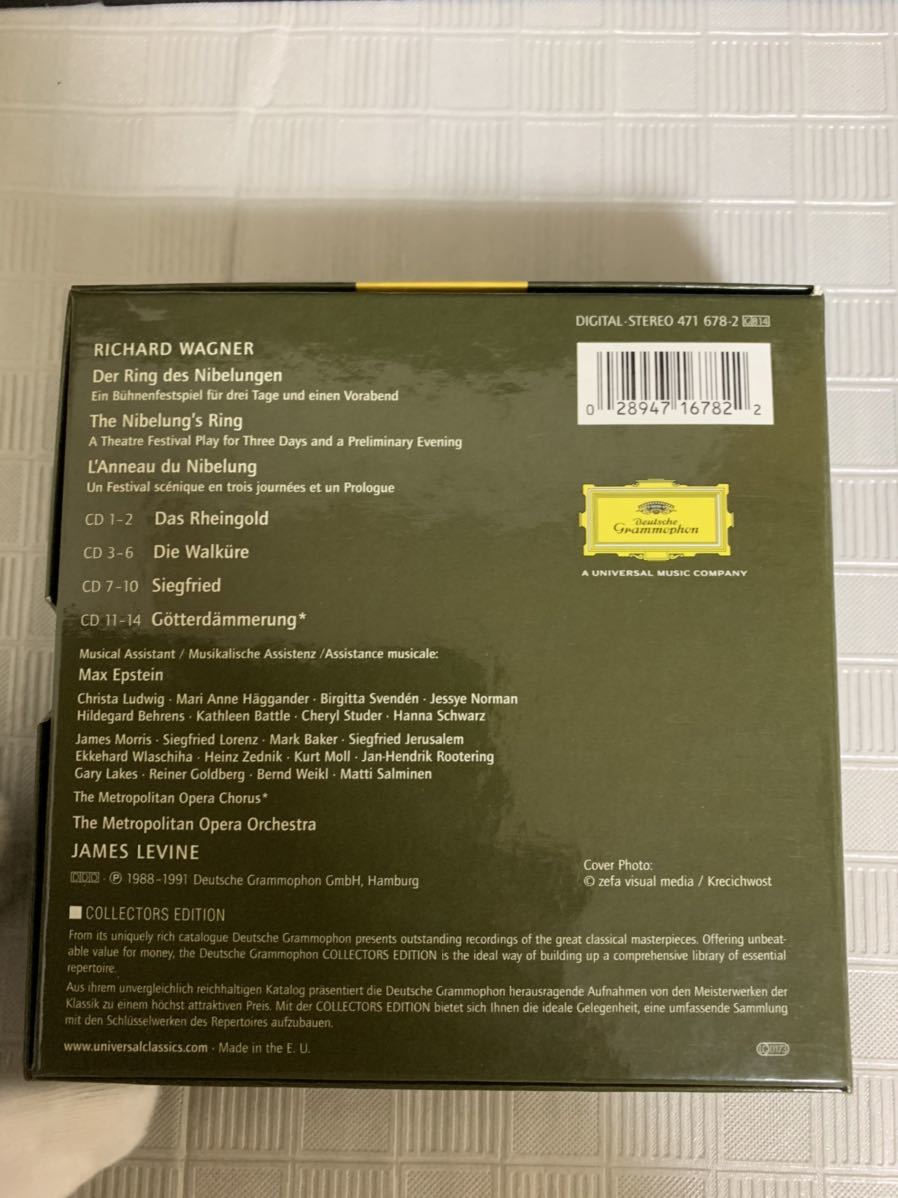 DIGITAL·STEREO 471 678-2 GB14
RICHARD WAGNER
Der Ring des Nibelungen
Ein Bühnenfestspiel für drei Tage und einen Vorabend
The Nibelung's Ring
A Theatre Festival Play for Three Days and a Preliminary Evening
L'Anneau du Nibelung
Un Festival scénique en trois journées et un Prologue
0 28947 16782 2
CD 1-2 Das Rheingold
CD 3-6 Die Walküre
CD 7-10 Siegfried
CD 11-14 Götterdämmerung*
Deutsche
Grammophon
A UNIVERSAL MUSIC COMPANY
Musical Assistant / Musikalische Assistenz /Assistance musicale:
Max Epstein
Christa Ludwig · Mari Anne Häggander · Birgitta Svendén · Jessye Norman
Hildegard Behrens · Kathleen Battle · Cheryl Studer · Hanna Schwarz
James Morris · Siegfried Lorenz · Mark Baker · Siegfried Jerusalem
Ekkehard Wlaschiha · Heinz Zednik · Kurt Moll · Jan-Hendrik Rootering
Gary Lakes · Reiner Goldberg · Bernd Weikl · Matti Salminen
The Metropolitan Opera Chorus*
The Metropolitan Opera Orchestra
JAMES LEVINE
DDD · ℗ 1988-1991 Deutsche Grammophon GmbH, Hamburg
Cover Photo:
© zefa visual media / Krecichwost
COLLECTORS EDITION
From its uniquely rich catalogue Deutsche Grammophon presents outstanding recordings of the great classical masterpieces. Offering unbeat-
able value for money, the Deutsche Grammophon COLLECTORS EDITION is the ideal way of building up a comprehensive library of essential
repertoire.
Aus ihrem unvergleichlich reichhaltigen Katalog präsentiert die Deutsche Grammophon herausragende Aufnahmen von den Meisterwerken der
Klassik zu einem höchst attraktiven Preis. Mit der COLLECTORS EDITION bietet sich Ihnen die ideale Gelegenheit, eine umfassende Sammlung
mit den Schlüsselwerken des Repertoires aufzubauen.
www.universalclassics.com · Made in the E. U.